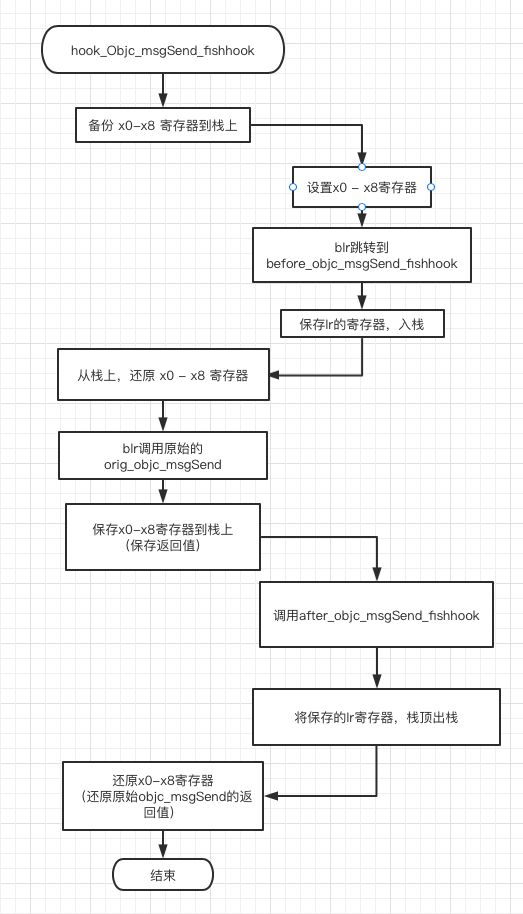 hook_Objc_msgSend_fishhook
备份 x0-x8 寄存器到栈上
设置x0 - x8寄存器
blr跳转到
before_objc_msgSend_fishhook
保存lr的寄存器，入栈
从栈上，还原 x0 - x8 寄存器
blr调用原始的
orig_objc_msgSend
保存x0-x8寄存器到栈上
（保存返回值）
调用after_objc_msgSend_fishhook
将保存的lr寄存器，栈顶出栈
还原x0-x8寄存器
（还原原始objc_msgSend的返
回值）
结束